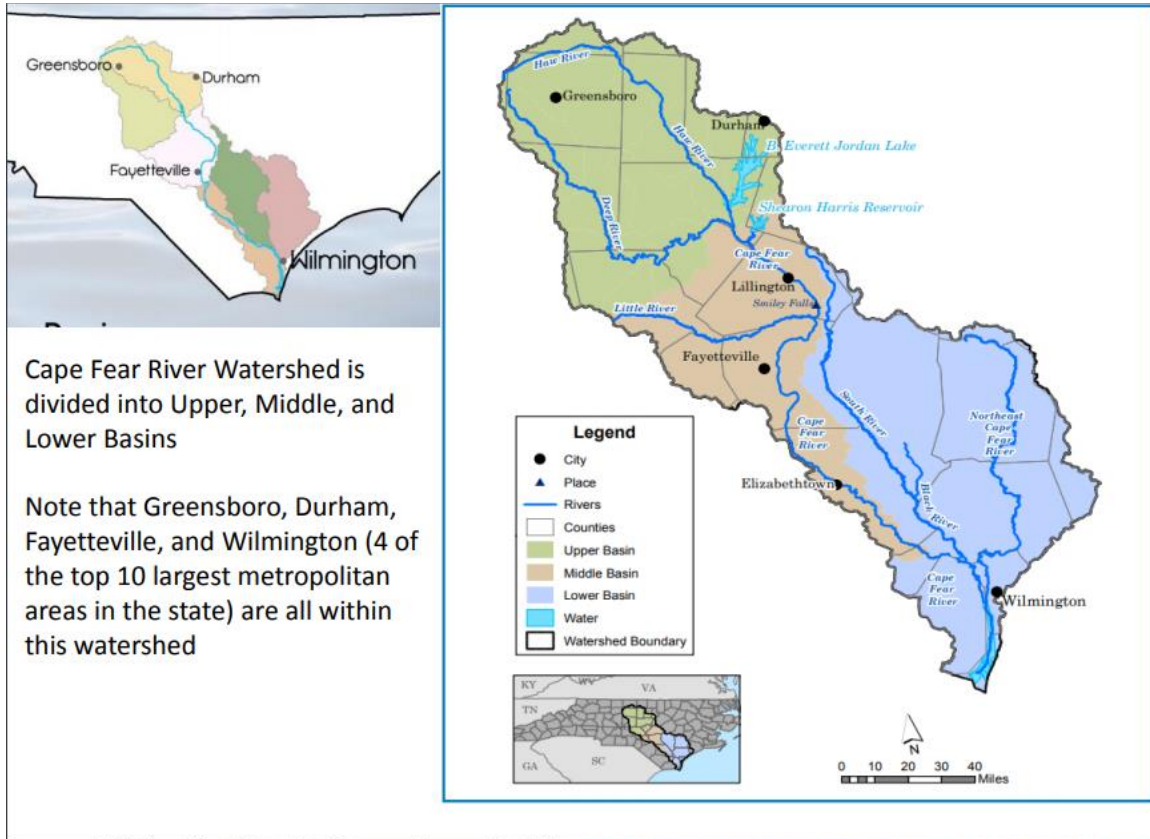 Greensboro
Durham
Fayetteville
Wilmington
Cape Fear River Watershed is
divided into Upper, Middle, and
Lower Basins
Note that Greensboro, Durham,
Fayetteville, and Wilmington (4 of
the top 10 largest metropolitan
areas in the state) are all within
this watershed
Haw River
Greensboro
Durham
Haw River
B. Everett Jordan Lake
Shearon Harris Reservoir
Deep River
Cape Fear
River
Lillington
Smiley Falls
Little River
Fayetteville
South River
Northeast
Cape
Fear
River
Cape
Fear
River
Elizabethtown
Black River
Cape
Fear
River
Wilmington
Legend
City
Place
Rivers
Counties
Upper Basin
Middle Basin
Lower Basin
Water
Watershed Boundary
KY
WV
VA
TN
GA
SC
N
0 10 20 30 40
Miles